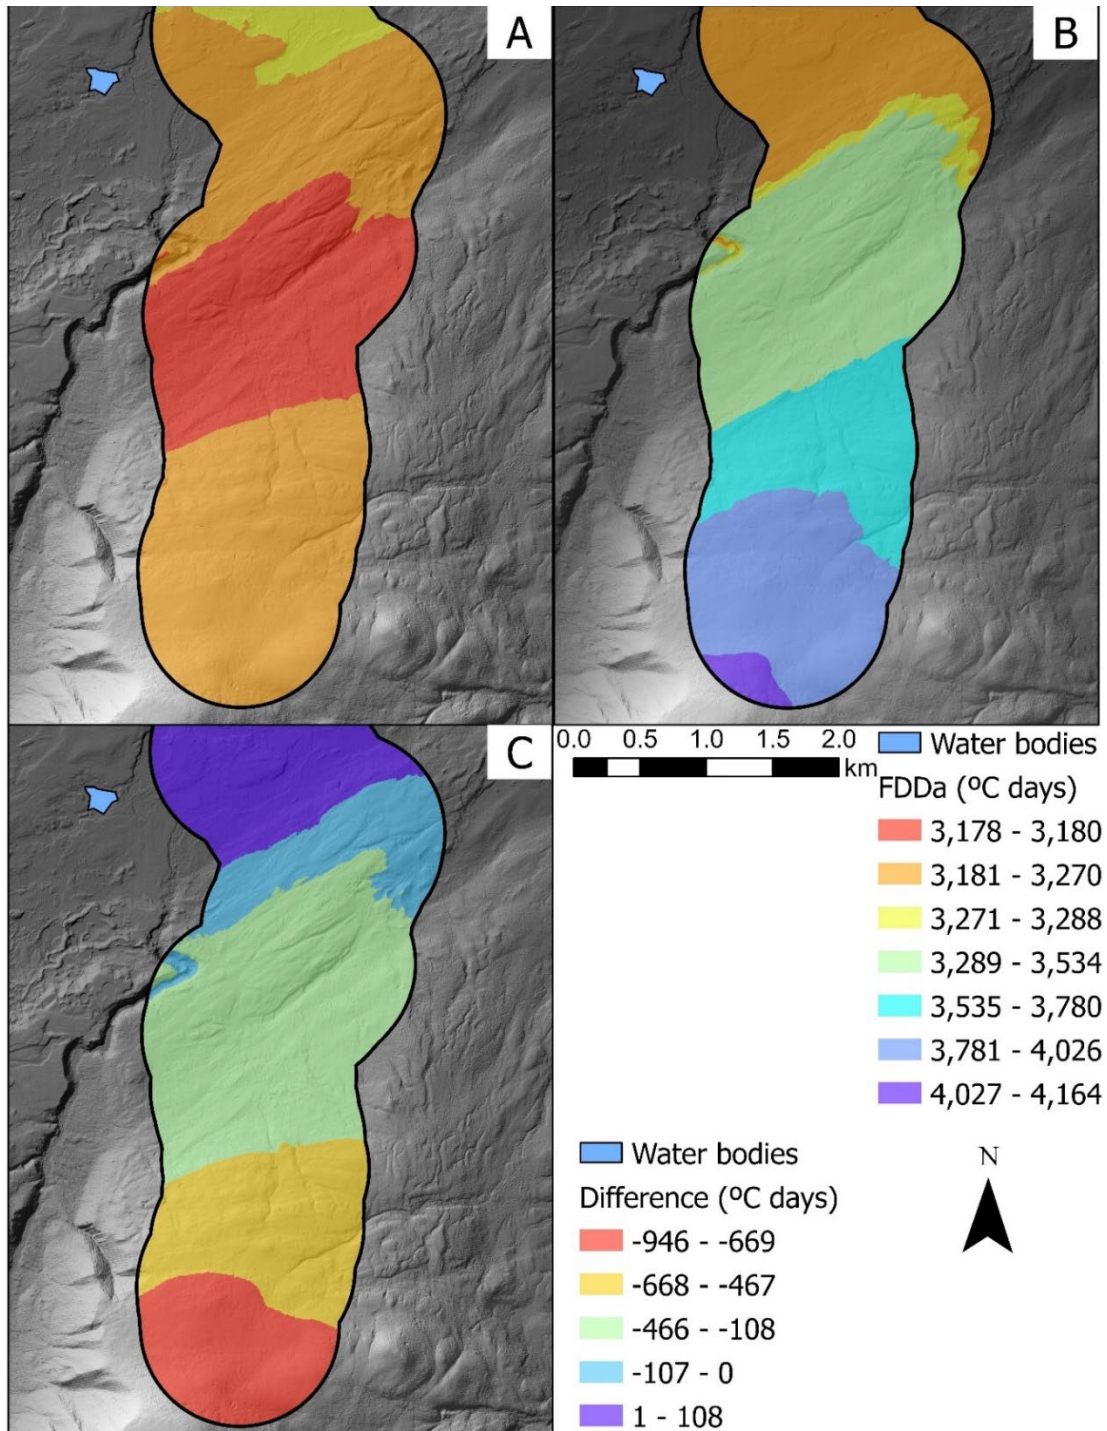 A
B
C
0.0 0.5 1.0 1.5 2.0
km
Water bodies
FDDa (ºC days)
3,178 - 3,180
3,181 - 3,270
3,271 - 3,288
3,289 - 3,534
3,535 - 3,780
3,781 - 4,026
4,027 - 4,164
Water bodies
Difference (ºC days)
-946 - -669
-668 - -467
-466 - -108
-107 - 0
1 - 108
N